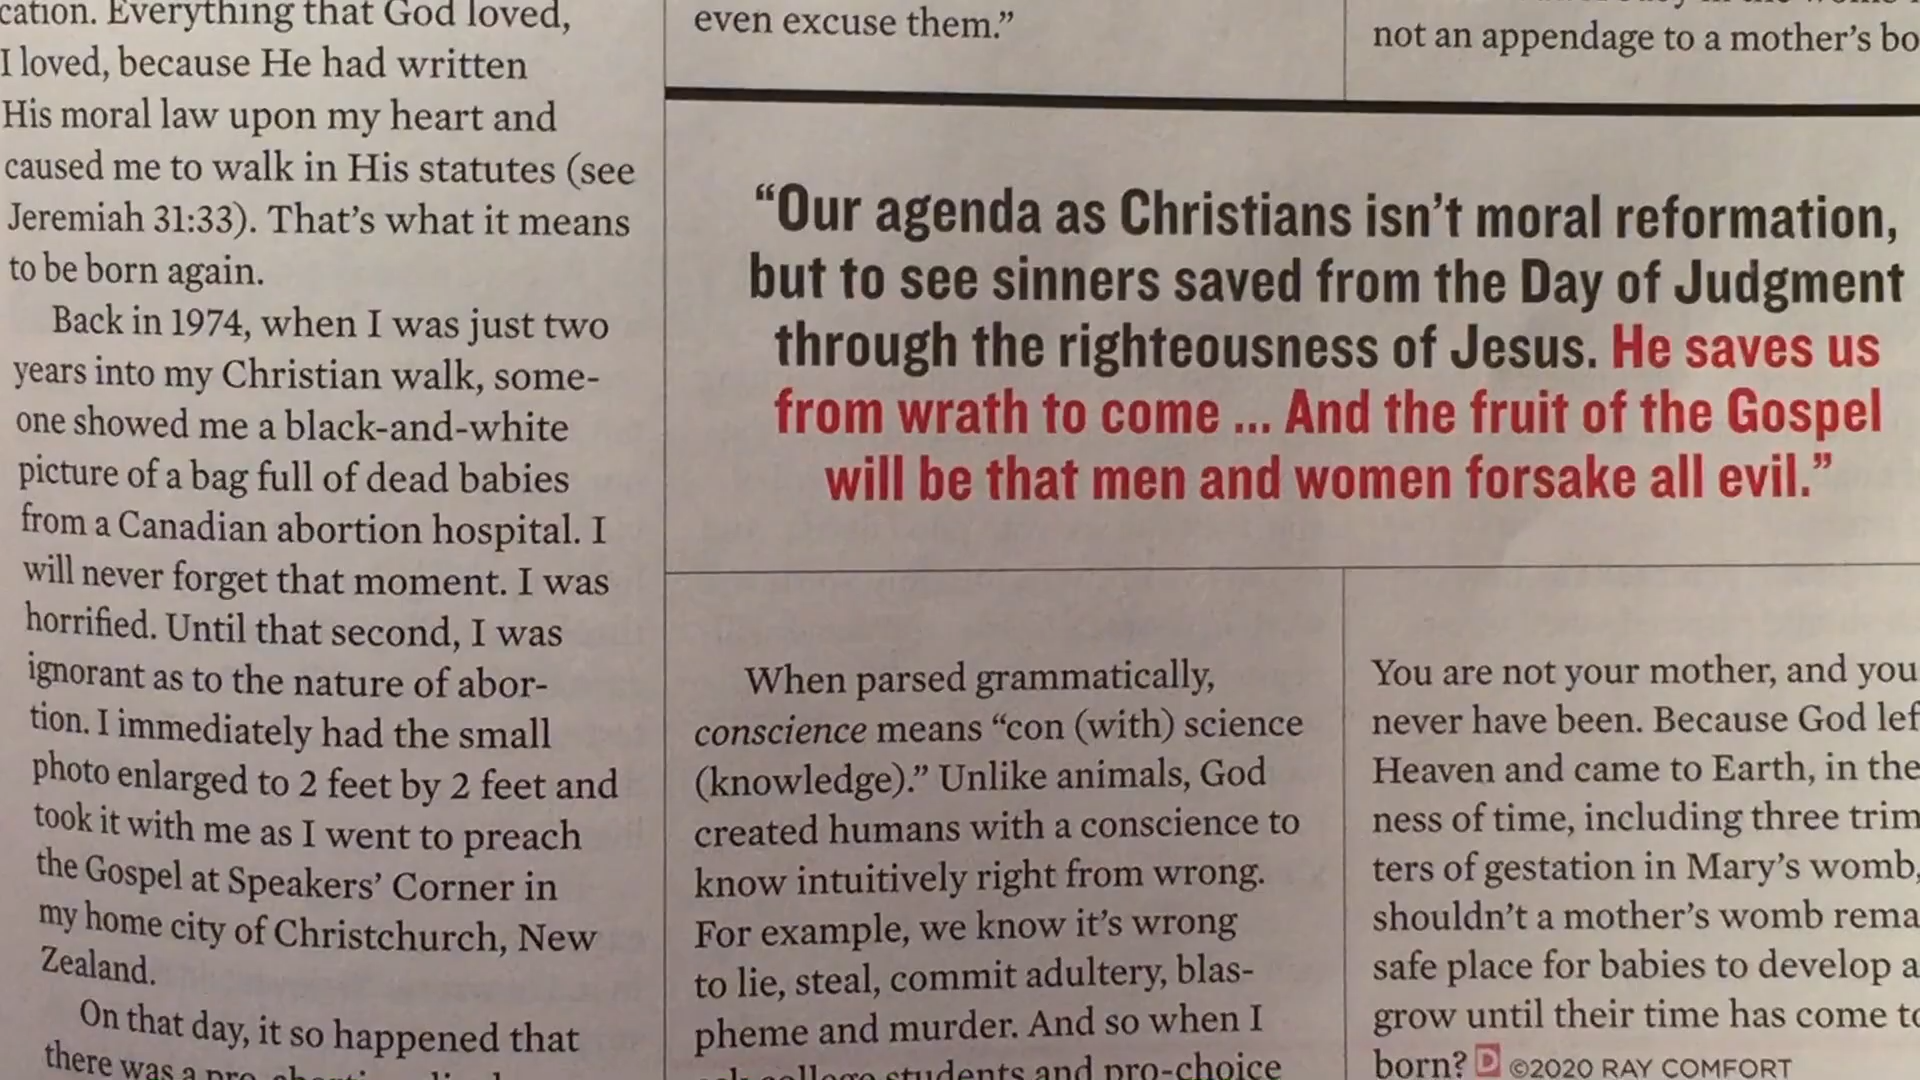 cation. Everything that God loved,
I loved, because He had written
His moral law upon my heart and
caused me to walk in His statutes (see
Jeremiah 31:33). That's what it means
to be born again.
Back in 1974, when I was just two
years into my Christian walk, some-
one showed me a black-and-white
picture of a bag full of dead babies
from a Canadian abortion hospital. I
will never forget that moment. I was
horrified. Until that second, I was
ignorant as to the nature of abor-
tion. I immediately had the small
photo enlarged to 2 feet by 2 feet and
took it with me as I went to preach
the Gospel at Speakers' Corner in
my home city of Christchurch, New
Zealand.
On that day, it so happened that
there was a
even excuse them."
"Our agenda as Christians isn't moral reformation,
but to see sinners saved from the Day of Judgment
through the righteousness of Jesus. He saves us
from wrath to come ... And the fruit of the Gospel
will be that men and women forsake all evil."
When parsed grammatically,
conscience means "con (with) science
(knowledge)." Unlike animals, God
created humans with a conscience to
know intuitively right from wrong.
For example, we know it's wrong
to lie, steal, commit adultery, blas-
pheme and murder. And so when I
college students and pro-choice
not an appendage to a mother's bo
You are not your mother, and you
never have been. Because God lef
Heaven and came to Earth, in the
ness of time, including three trim
ters of gestation in Mary's womb,
shouldn't a mother's womb rema
safe place for babies to develop a
grow until their time has come to
born? D ©2020 RAY COMFORT